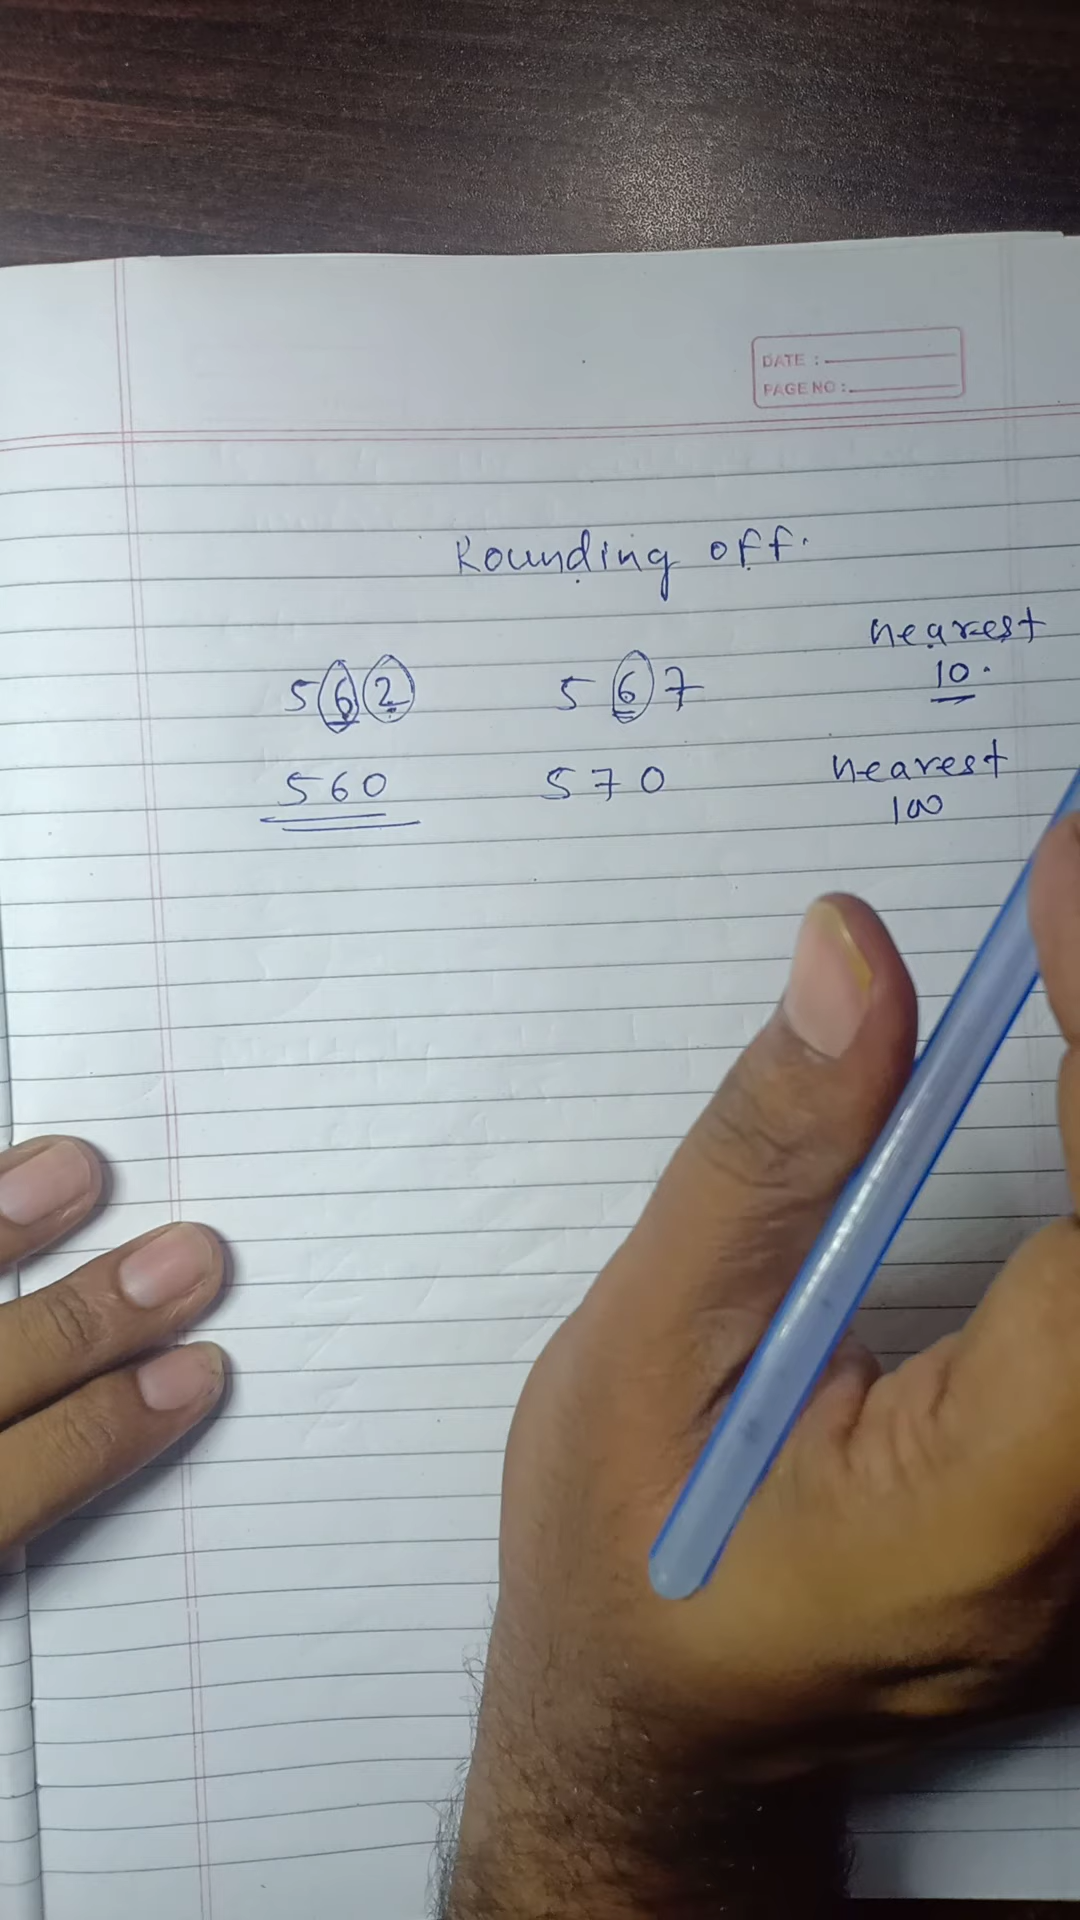 DATE :
PAGE NO :
Rounding off.
562 567 nearest
10.
560 570 nearest
100